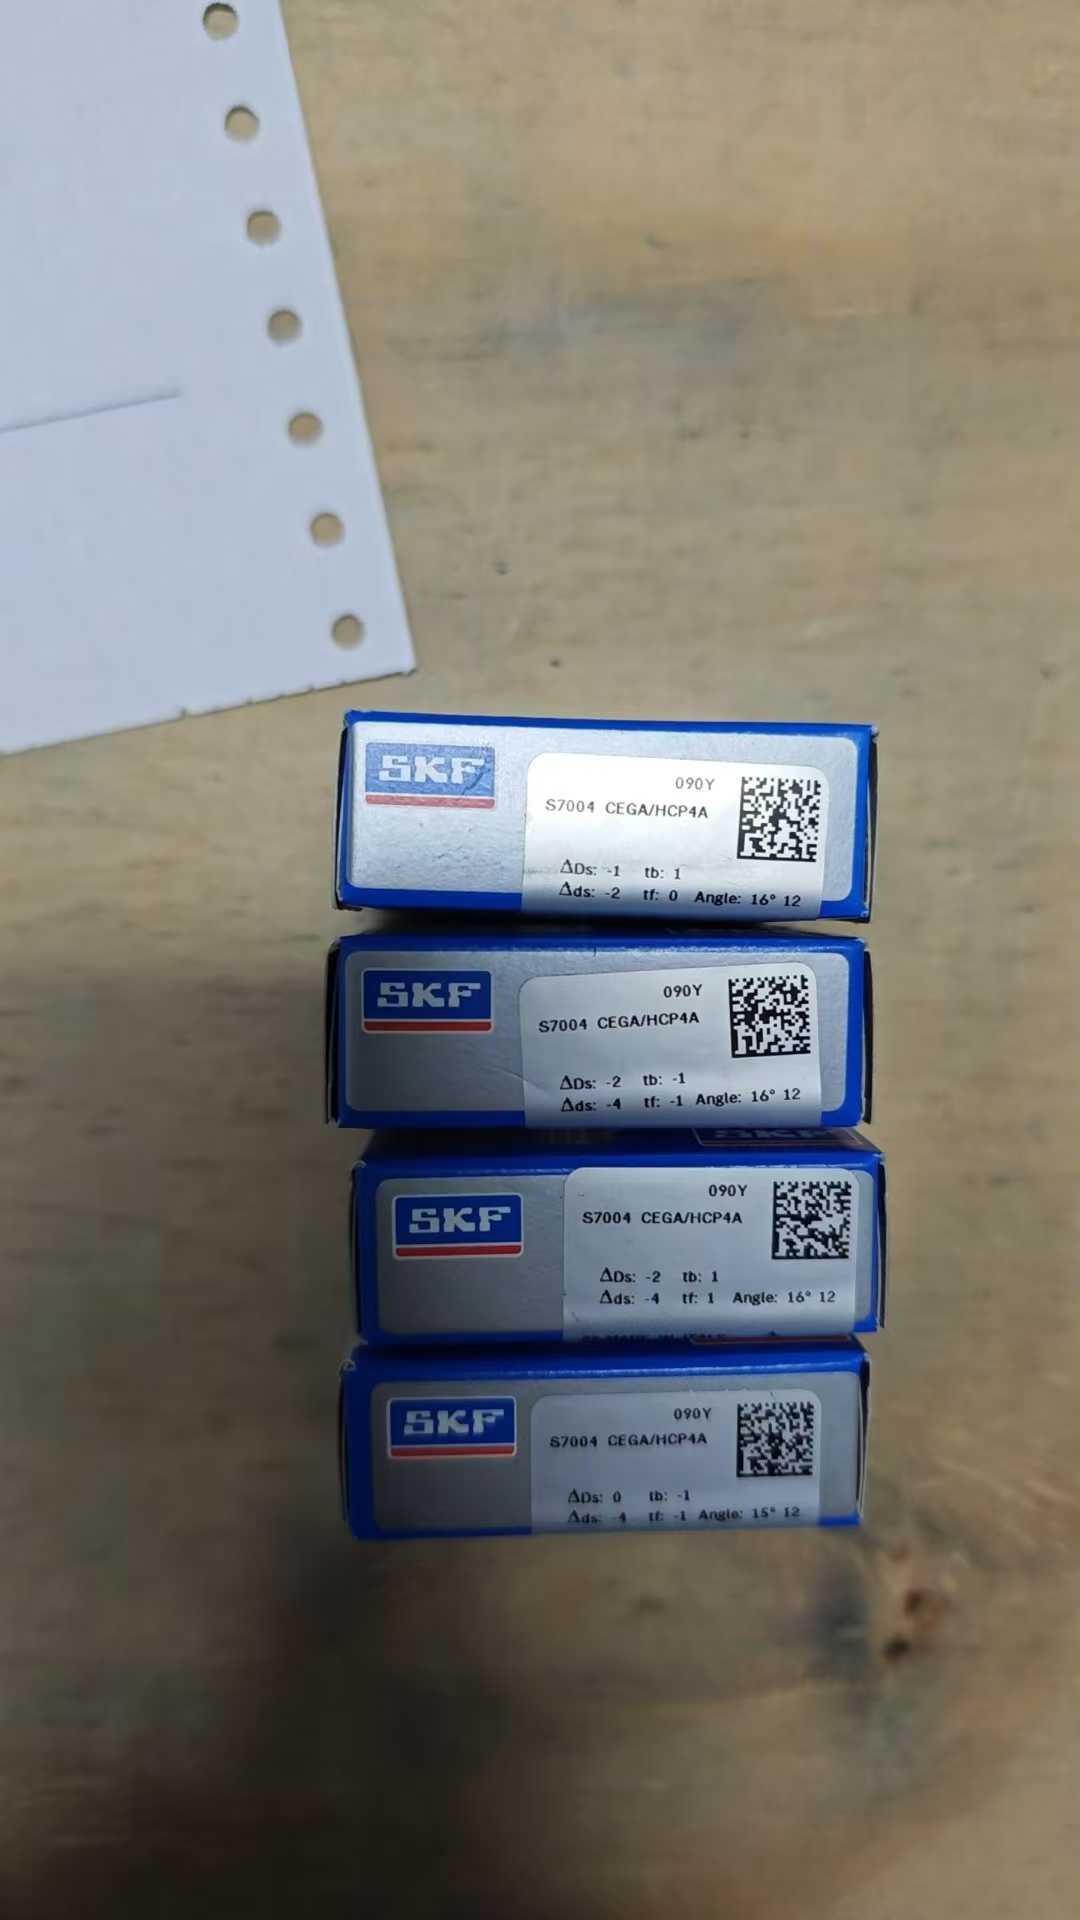 SKF
090Y
S7004 CEGA/HCP4A
ΔDs: -1 tb: 1
Δds: -2 tf: 0 Angle: 16° 12
SKF
090Y
S7004 CEGA/HCP4A
ΔDs: -2 tb: -1
Δds: -4 tf: -1 Angle: 16° 12
SKF
SKF
090Y
S7004 CEGA/HCP4A
ΔDs: -2 tb: 1
Δds: -4 tf: 1 Angle: 16° 12
SKF
090Y
S7004 CEGA/HCP4A
ΔDs: 0 tb: -1
Δds: -4 tf: -1 Angle: 15° 12